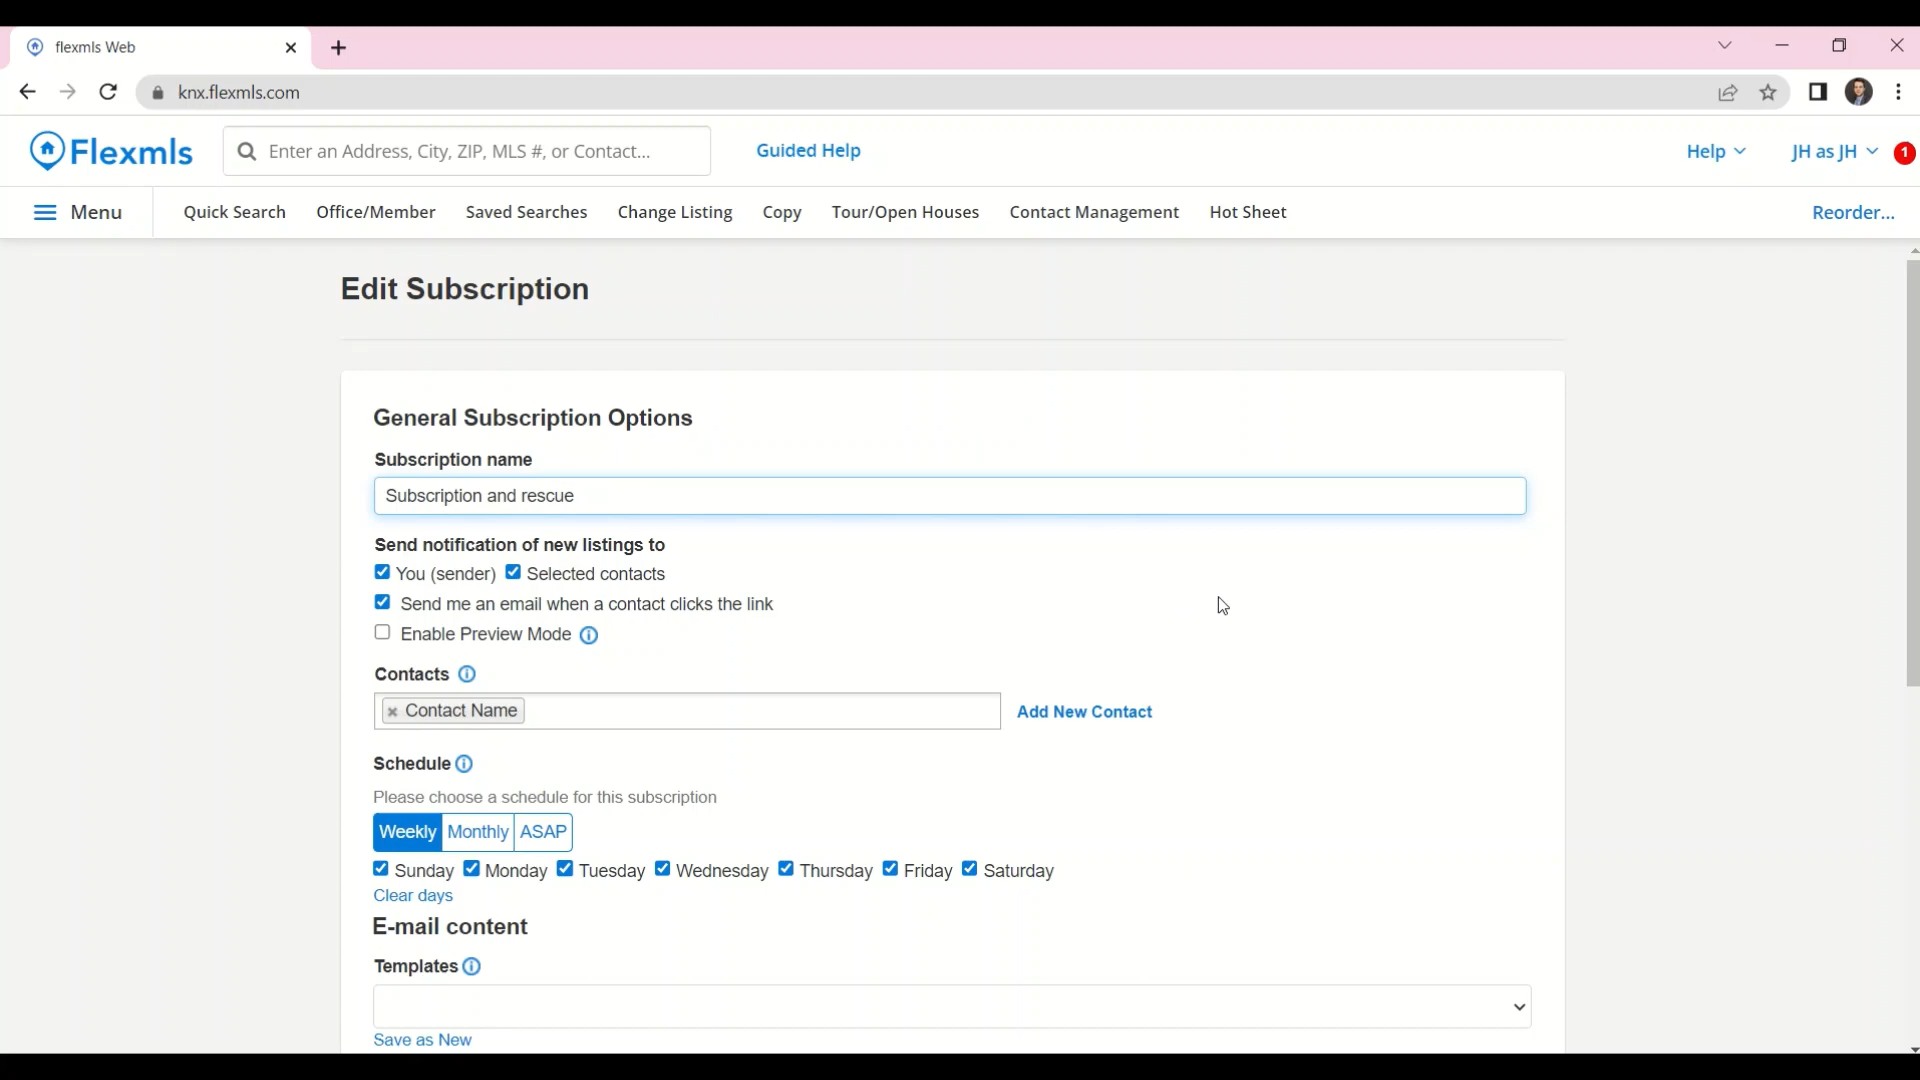 flexmls Web
knx.flexmls.com
Flexmls
Enter an Address, City, ZIP, MLS #, or Contact...
Guided Help
Help
JH as JH
1
Menu
Quick Search
Office/Member
Saved Searches
Change Listing
Copy
Tour/Open Houses
Contact Management
Hot Sheet
Reorder...
Edit Subscription
General Subscription Options
Subscription name
Subscription and rescue
Send notification of new listings to
You (sender) Selected contacts
Send me an email when a contact clicks the link
Enable Preview Mode
Contacts
× Contact Name
Add New Contact
Schedule
Please choose a schedule for this subscription
Weekly Monthly ASAP
Sunday Monday Tuesday Wednesday Thursday Friday Saturday
Clear days
E-mail content
Templates
Save as New